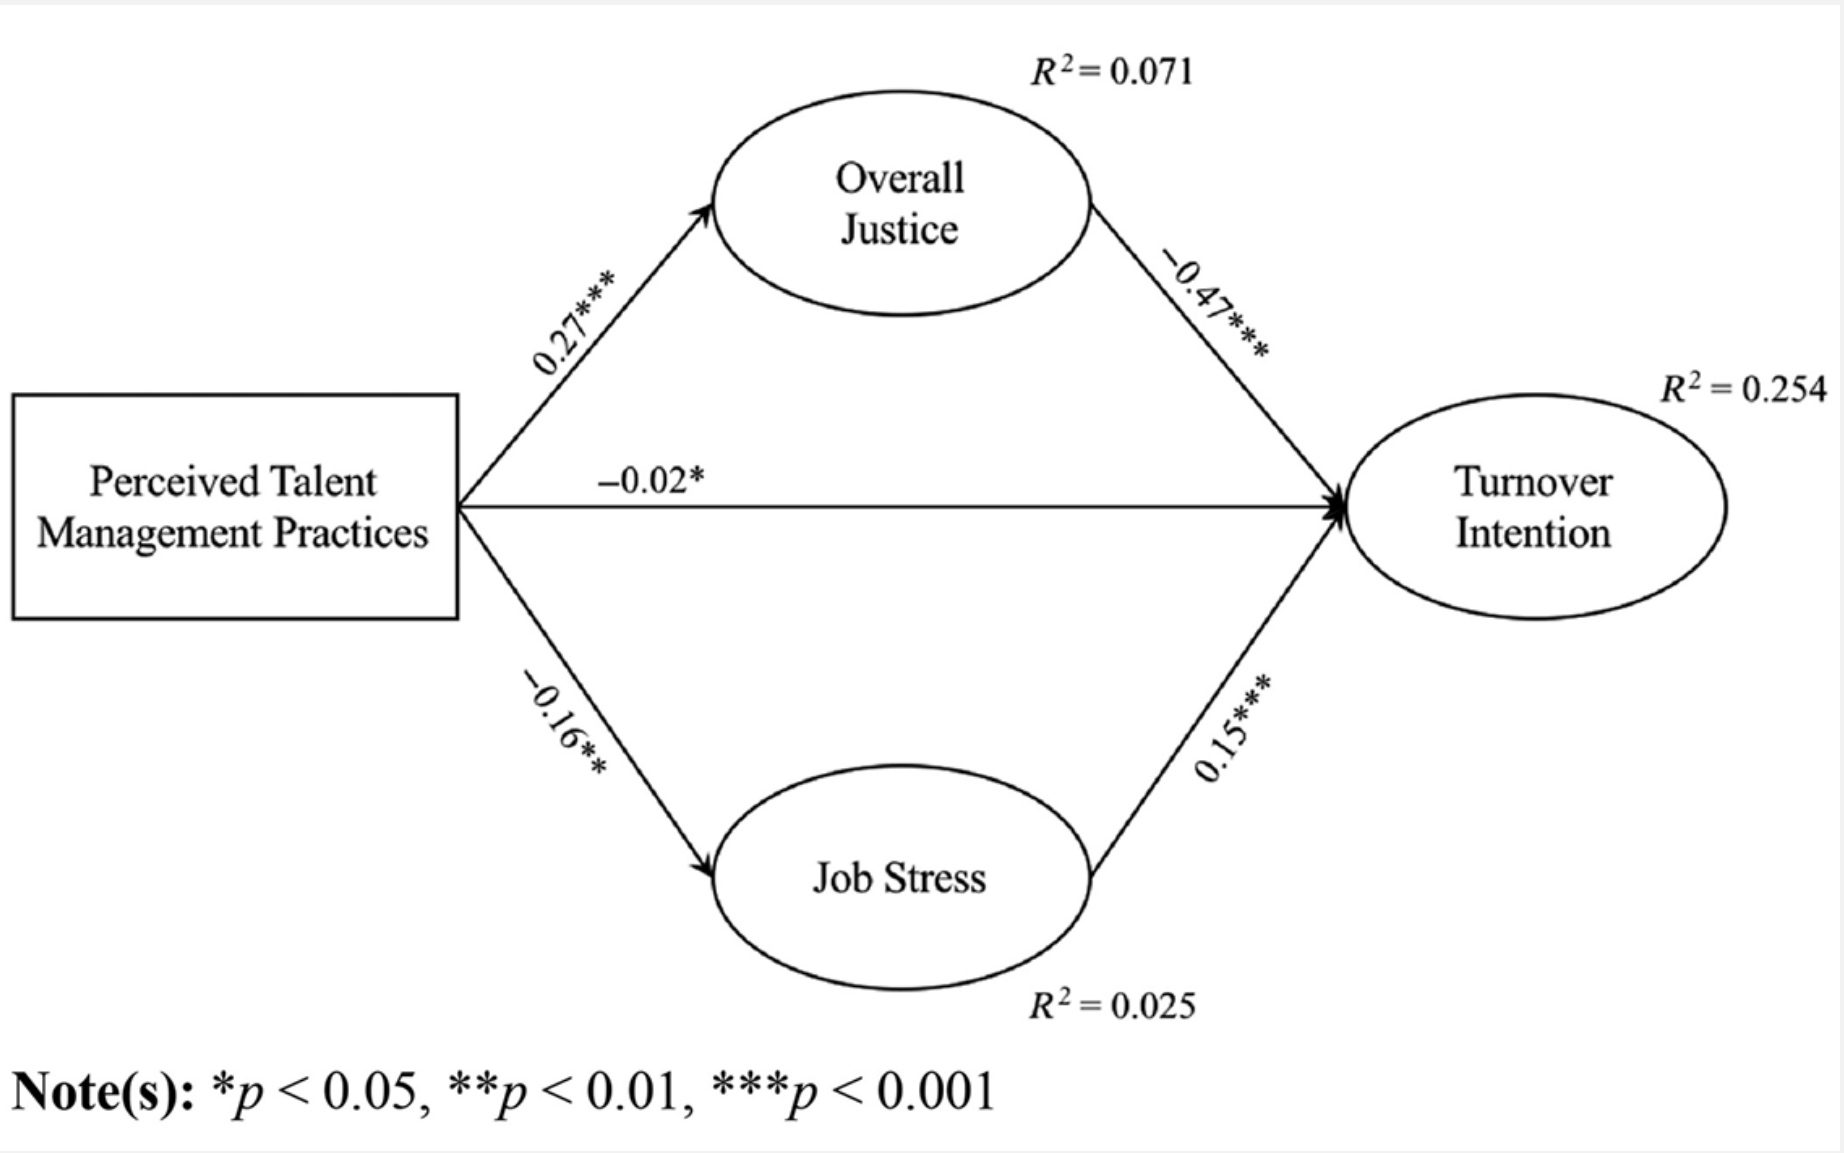 R² = 0.071
Overall
Justice
0.27***
–0.47***
R² = 0.254
Perceived Talent
Management Practices
–0.02*
Turnover
Intention
–0.16**
0.15***
Job Stress
R² = 0.025
Note(s): *p < 0.05, **p < 0.01, ***p < 0.001